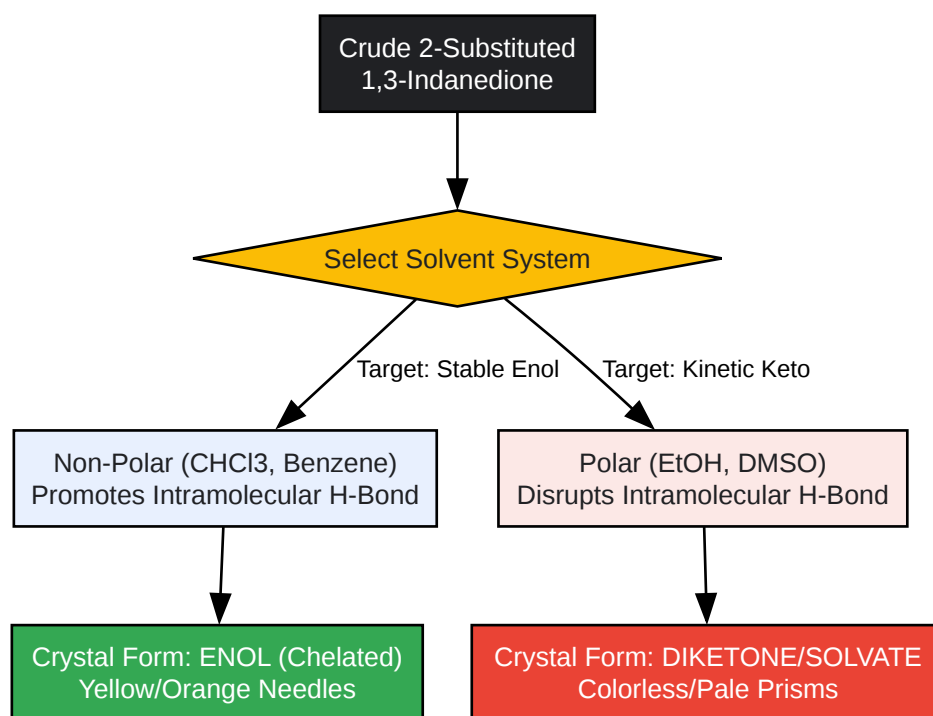 Crude 2-Substituted
1,3-Indanedione
Select Solvent System
Target: Stable Enol
Target: Kinetic Keto
Non-Polar (CHCl3, Benzene)
Promotes Intramolecular H-Bond
Polar (EtOH, DMSO)
Disrupts Intramolecular H-Bond
Crystal Form: ENOL (Chelated)
Yellow/Orange Needles
Crystal Form: DIKETONE/SOLVATE
Colorless/Pale Prisms